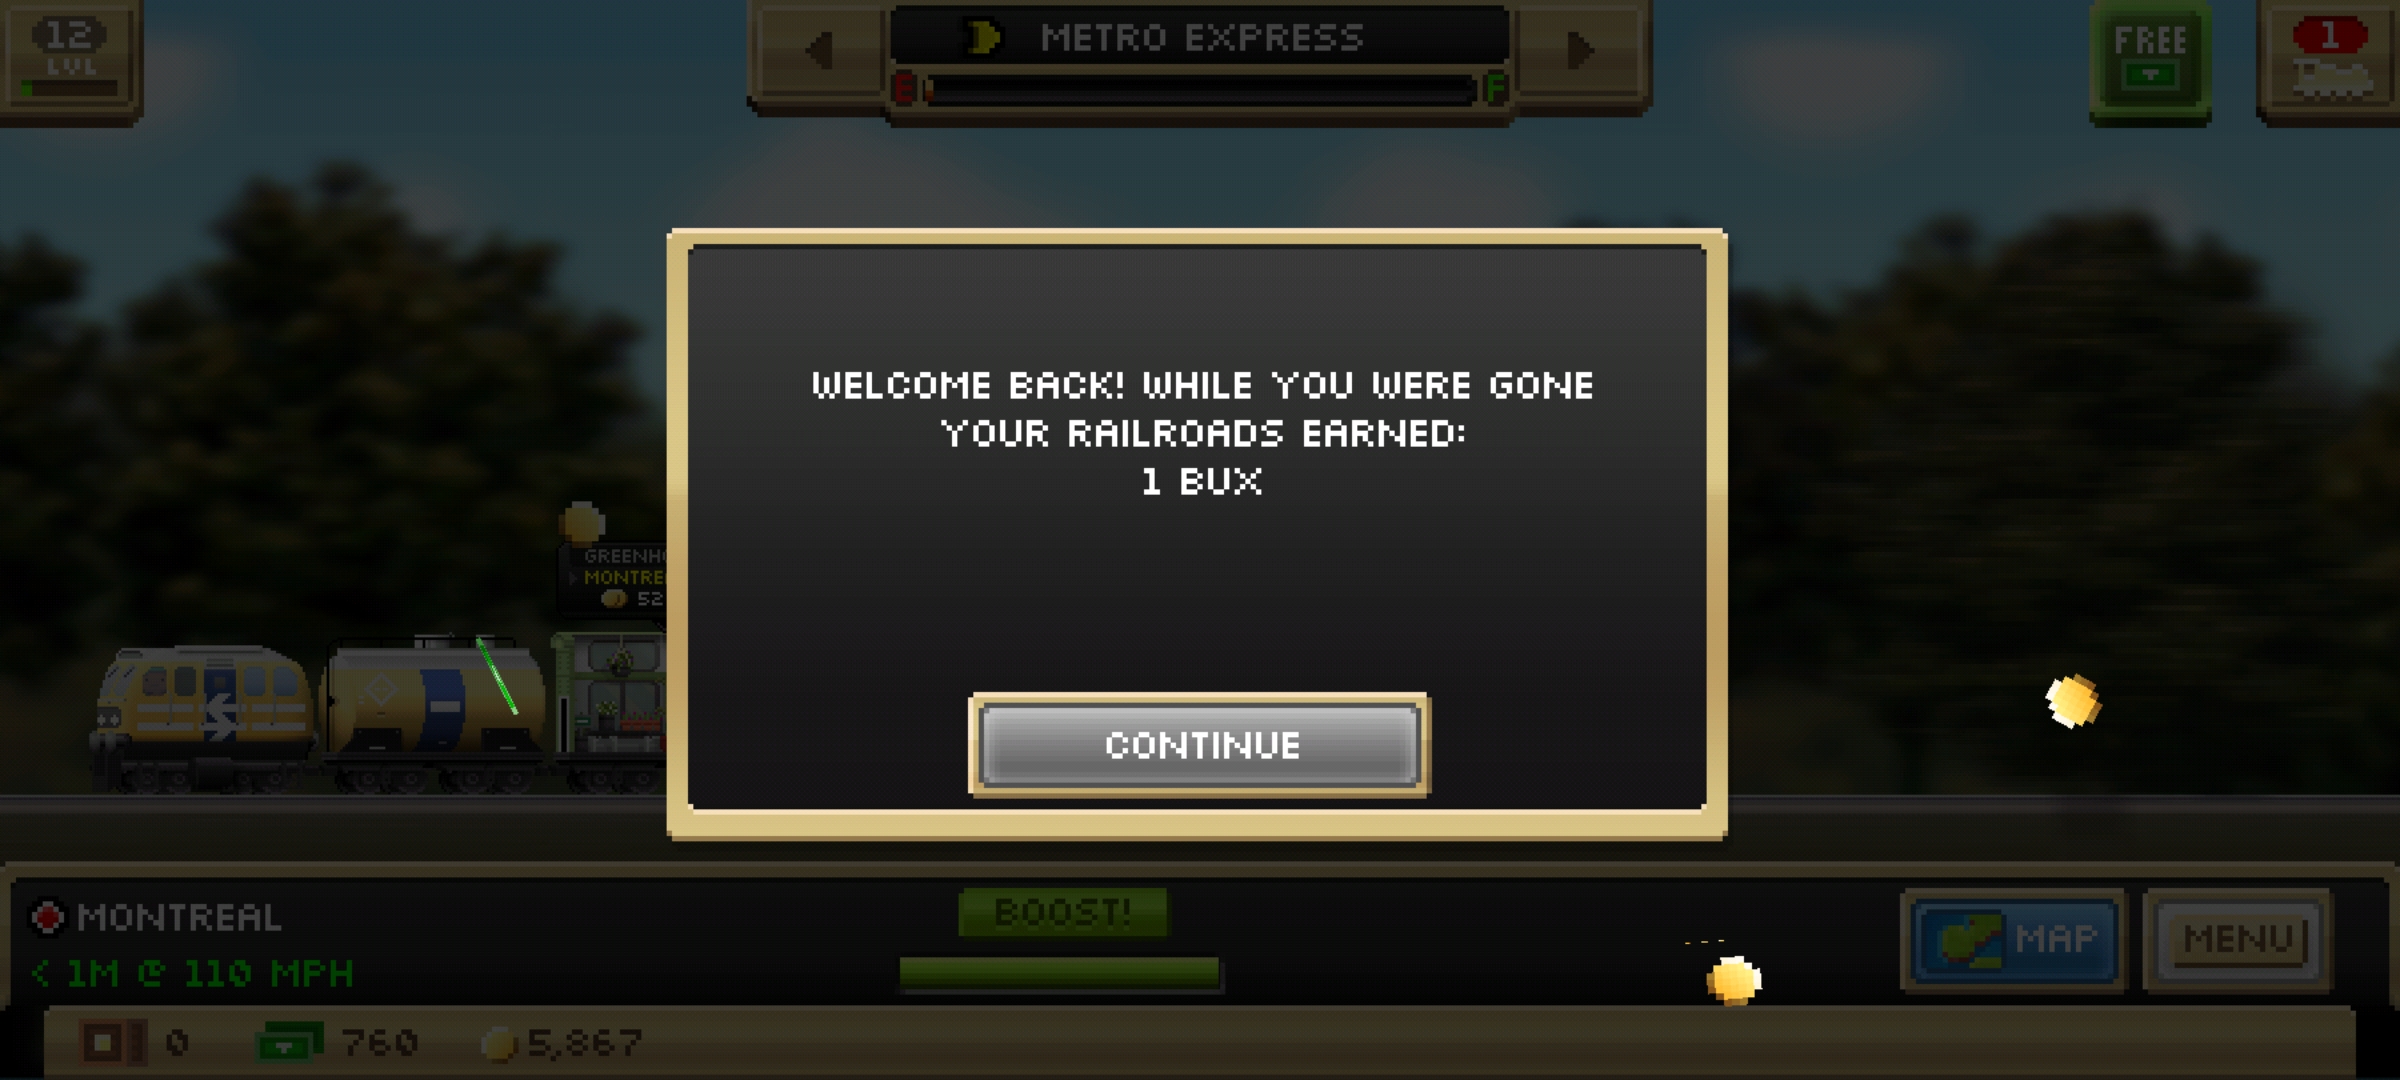 12
LVL
METRO EXPRESS
E
F
FREE
1
WELCOME BACK! WHILE YOU WERE GONE
YOUR RAILROADS EARNED:
1 BUX
CONTINUE
52
MONTREAL
< 1M @ 110 MPH
BOOST!
MAP
MENU
0
760
5,867